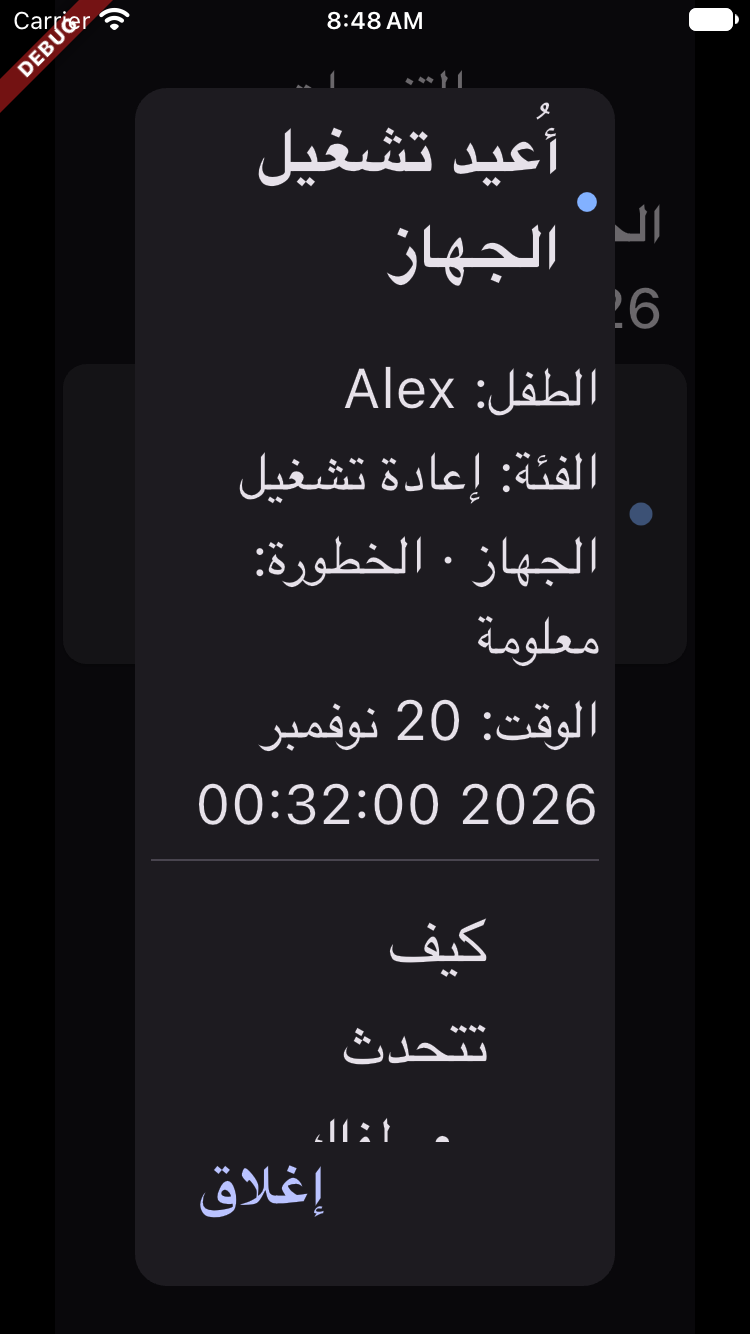 Carrier
8:48 AM
DEBUG
26
أُعيد تشغيل
الجهاز
الطفل: Alex
الفئة: إعادة تشغيل
الجهاز · الخطورة:
معلومة
الوقت: 20 نوفمبر
2026 00:32:00
كيف
تتحدث
إغلاق